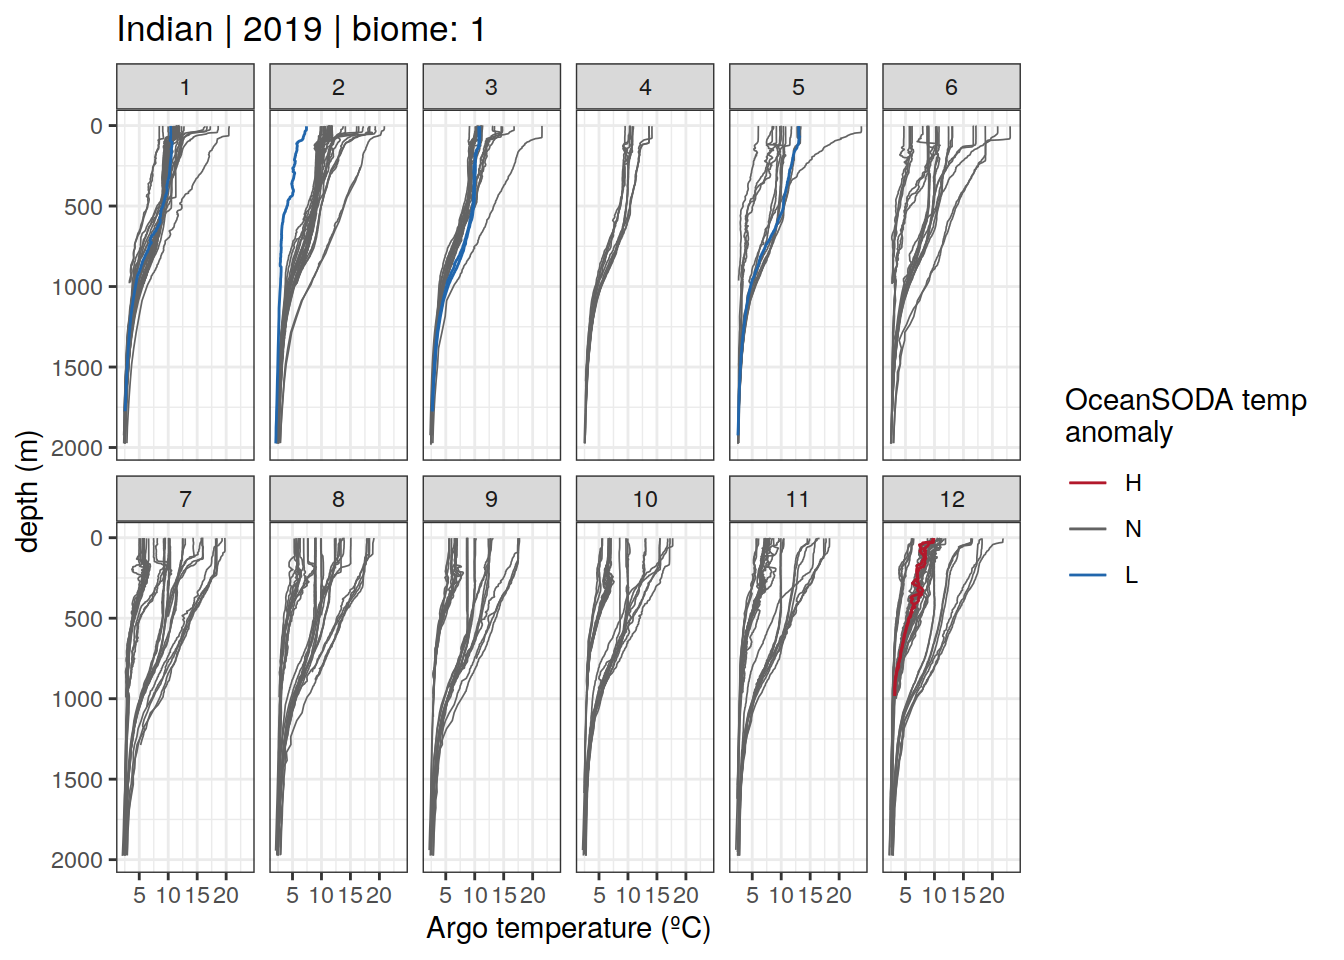 Indian | 2019 | biome: 1
1 2 3 4 5 6
0
500
1000
1500
2000
7 8 9 10 11 12
0
500
1000
1500
2000
5 10 15 20 5 10 15 20 5 10 15 20 5 10 15 20 5 10 15 20 5 10 15 20
Argo temperature (ºC)
depth (m)
OceanSODA temp
anomaly
H
N
L